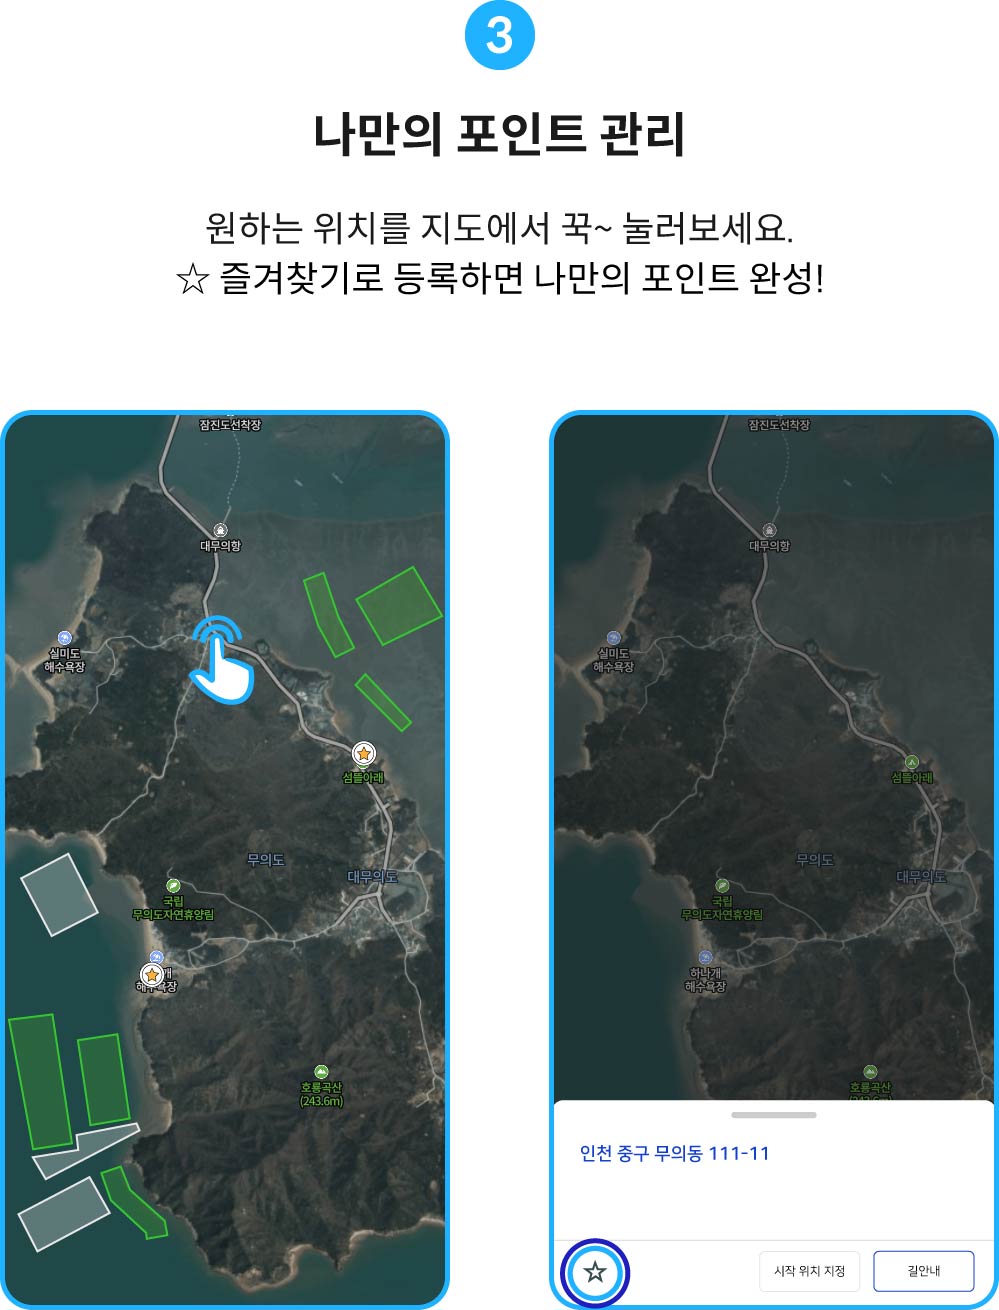 3
나만의 포인트 관리
원하는 위치를 지도에서 꾹~ 눌러보세요.
☆ 즐겨찾기로 등록하면 나만의 포인트 완성!
잠진도선착장
대무의항
실미도
해수욕장
섬뜰아래
무의도
대무의도
국립
무의도자연휴양림
개
해수욕장
호룡곡산
(243.6m)
잠진도선착장
대무의항
실미도
해수욕장
섬뜰아래
무의도
대무의도
국립
무의도자연휴양림
하나개
해수욕장
호룡곡산
(243.6m)
인천 중구 무의동 111-11
시작 위치 지정
길안내